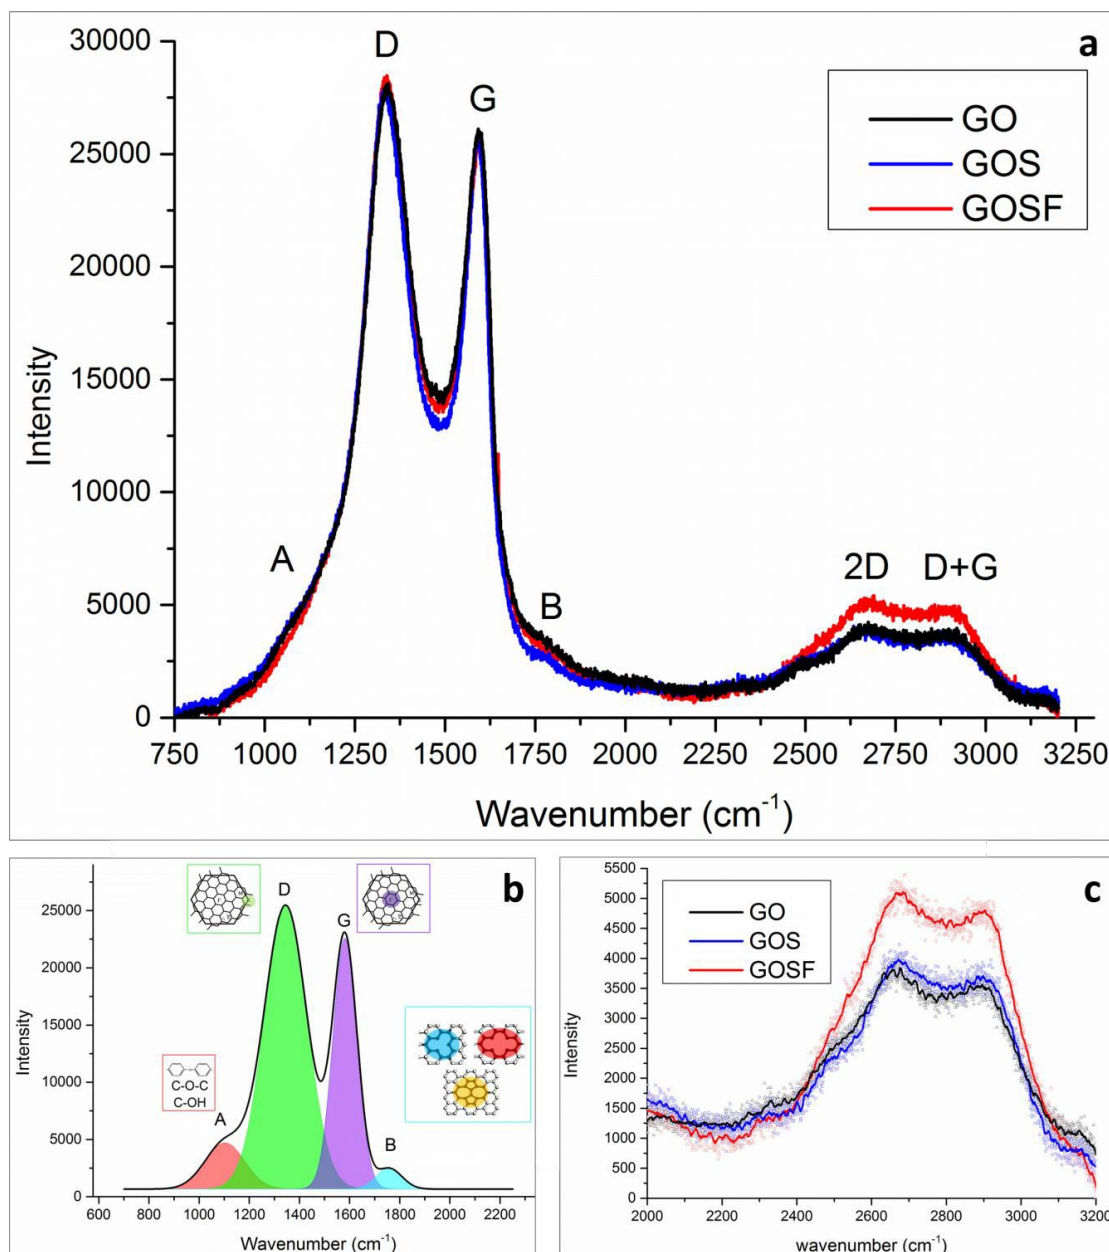 a
30000
25000
20000
15000
10000
5000
0
Intensity
D
G
A
B
2D
D+G
GO
GOS
GOSF
750 1000 1250 1500 1750 2000 2250 2500 2750 3000 3250
Wavenumber (cm⁻¹)
b
25000
20000
15000
10000
5000
0
Intensity
D
G
C-O-C
C-OH
A
B
600 800 1000 1200 1400 1600 1800 2000 2200
Wavenumber (cm⁻¹)
c
5500
5000
4500
4000
3500
3000
2500
2000
1500
1000
500
0
Intensity
GO
GOS
GOSF
2000 2200 2400 2600 2800 3000 3200
wavenumber (cm⁻¹)